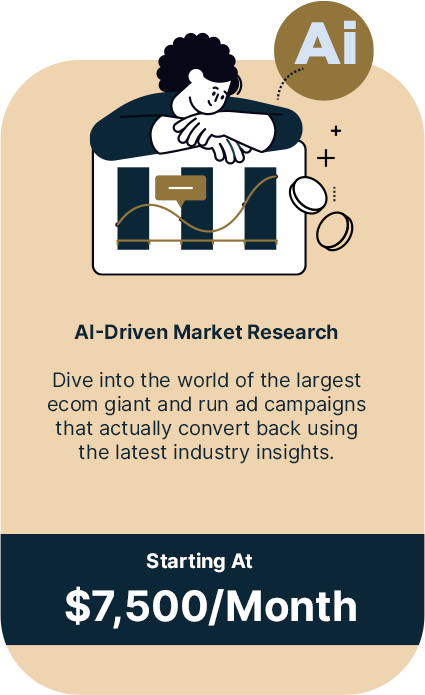 Ai
AI-Driven Market Research
Dive into the world of the largest
ecom giant and run ad campaigns
that actually convert back using
the latest industry insights.
Starting At
$7,500/Month